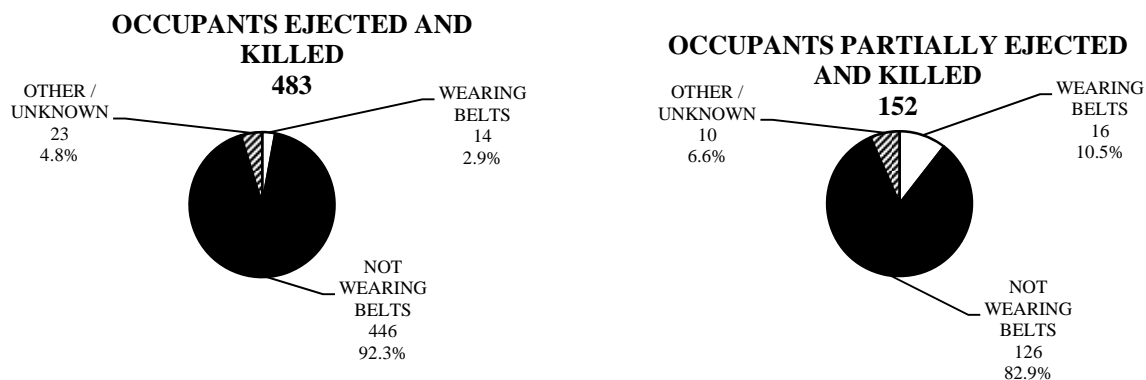 OCCUPANTS EJECTED AND
KILLED
483
OTHER /
UNKNOWN
23
4.8%
WEARING
BELTS
14
2.9%
NOT
WEARING
BELTS
446
92.3%
OCCUPANTS PARTIALLY EJECTED
AND KILLED
152
OTHER /
UNKNOWN
10
6.6%
WEARING
BELTS
16
10.5%
NOT
WEARING
BELTS
126
82.9%